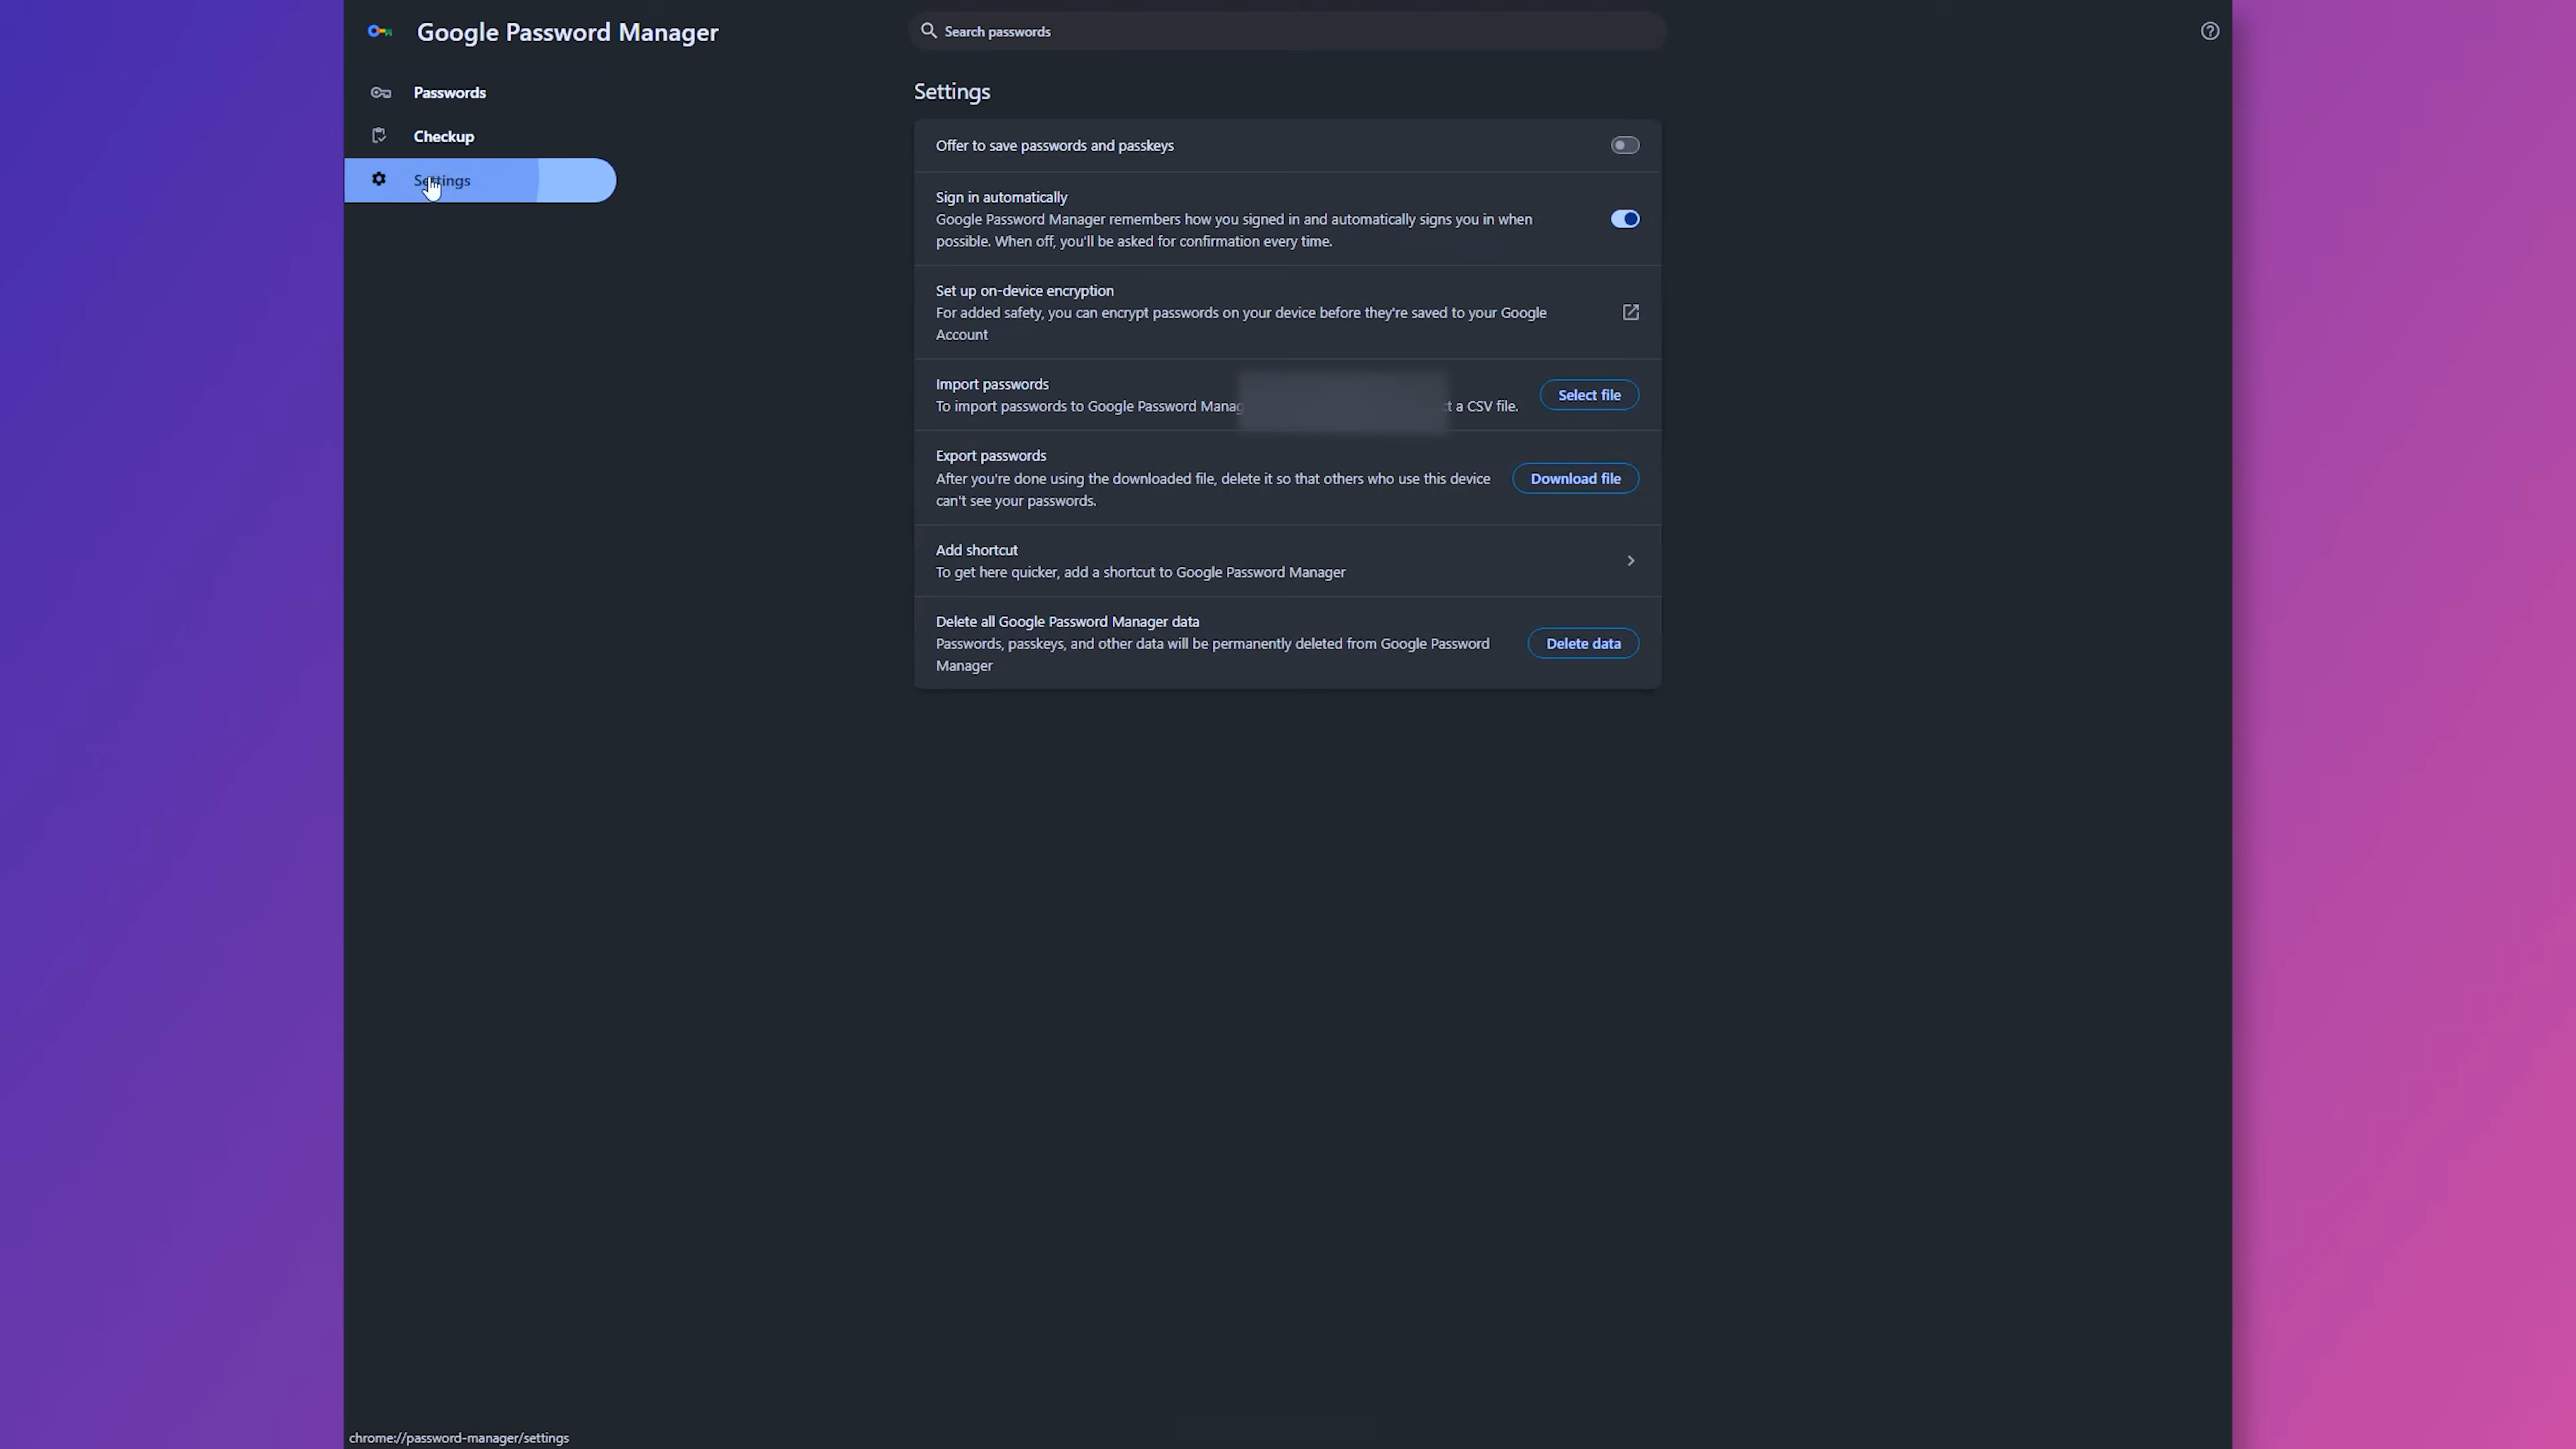 Google Password Manager
Search passwords
Passwords
Checkup
Settings
Settings
Offer to save passwords and passkeys
Sign in automatically
Google Password Manager remembers how you signed in and automatically signs you in when
possible. When off, you'll be asked for confirmation every time.
Set up on-device encryption
For added safety, you can encrypt passwords on your device before they're saved to your Google
Account
Import passwords
To import passwords to Google Password a CSV file.
Select file
Export passwords
After you're done using the downloaded file, delete it so that others who use this device
can't see your passwords.
Download file
Add shortcut
To get here quicker, add a shortcut to Google Password Manager
Delete all Google Password Manager data
Passwords, passkeys, and other data will be permanently deleted from Google Password
Manager
Delete data
chrome://password-manager/settings